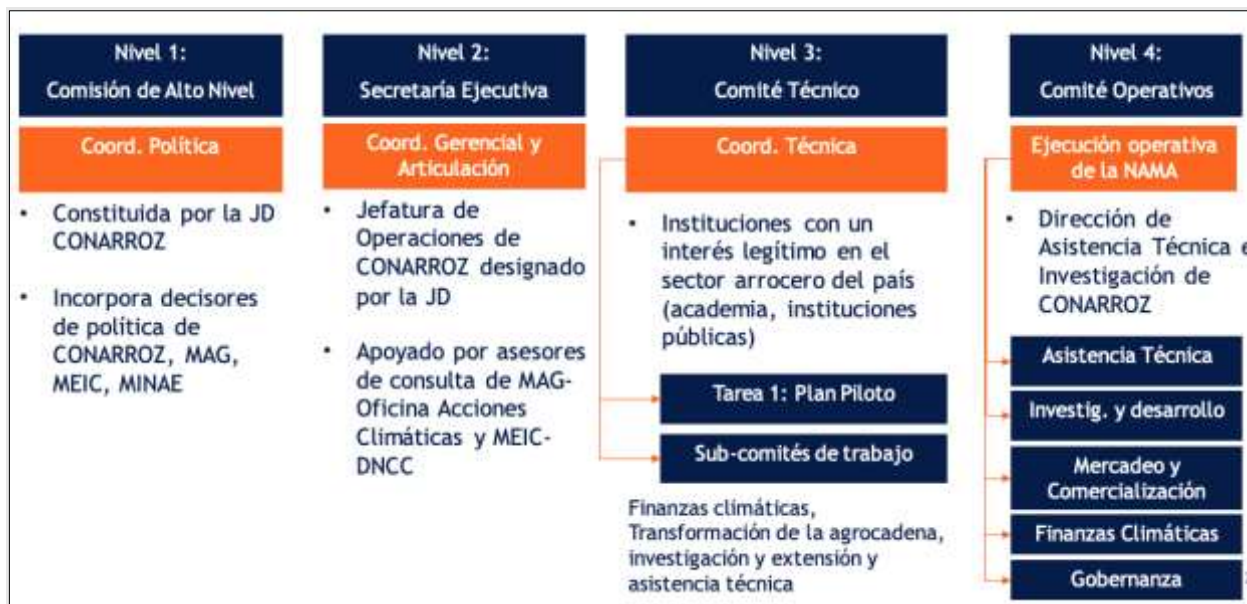 Nivel 1:
Comisión de Alto Nivel
Coord. Política
• Constituida por la JD
CONARROZ
• Incorpora decisores
de política de
CONARROZ, MAG,
MEIC, MINAE
Nivel 2:
Secretaría Ejecutiva
Coord. Gerencial y
Articulación
• Jefatura de
Operaciones de
CONARROZ designado
por la JD
• Apoyado por asesores
de consulta de MAG-
Oficina Acciones
Climáticas y MEIC-
DNCC
Nivel 3:
Comité Técnico
Coord. Técnica
• Instituciones con un
interés legítimo en el
sector arrocero del país
(academia, instituciones
públicas)
Tarea 1: Plan Piloto
Sub-comités de trabajo
Finanzas climáticas,
Transformación de la agrocadena,
investigación y extensión y
asistencia técnica
Nivel 4:
Comité Operativos
Ejecución operativa
de la NAMA
• Dirección de
Asistencia Técnica e
Investigación de
CONARROZ
Asistencia Técnica
Investig. y desarrollo
Mercadeo y
Comercialización
Finanzas Climáticas
Gobernanza